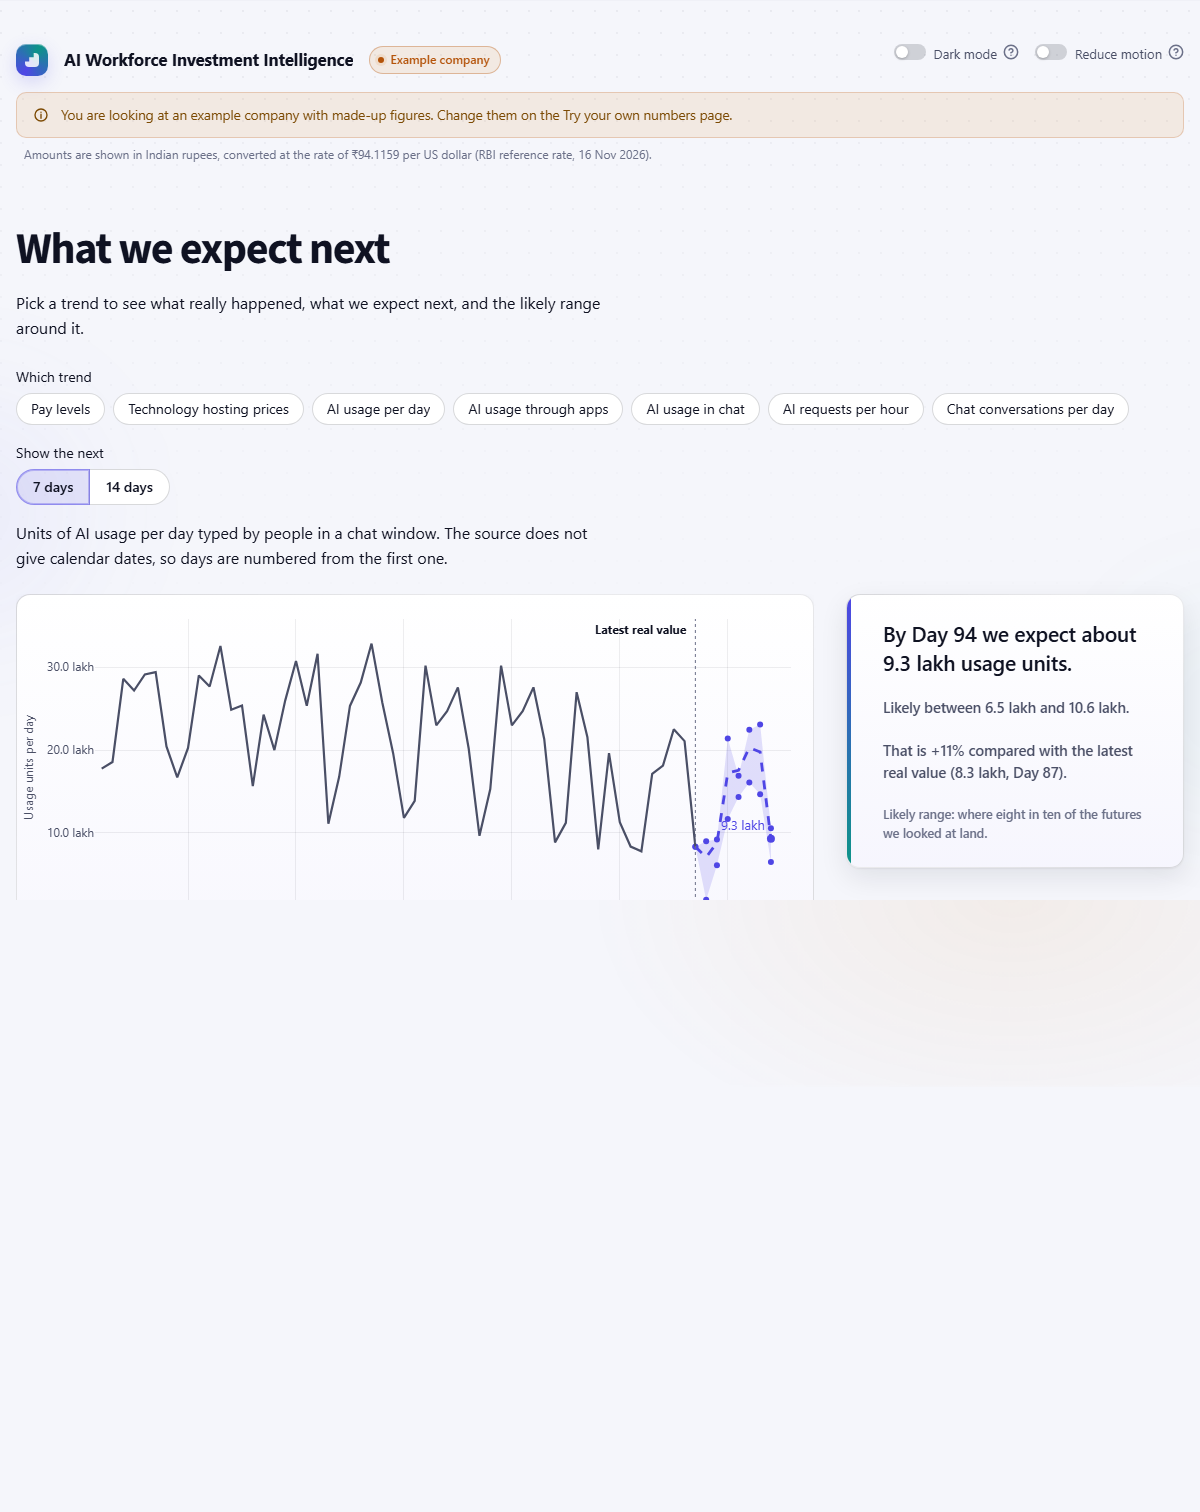 AI Workforce Investment Intelligence
Example company
Dark mode
Reduce motion
You are looking at an example company with made-up figures. Change them on the Try your own numbers page.
Amounts are shown in Indian rupees, converted at the rate of ₹94.1159 per US dollar (RBI reference rate, 16 Nov 2026).
What we expect next
Pick a trend to see what really happened, what we expect next, and the likely range
around it.
Which trend
Pay levels
Technology hosting prices
AI usage per day
AI usage through apps
AI usage in chat
AI requests per hour
Chat conversations per day
Show the next
7 days
14 days
Units of AI usage per day typed by people in a chat window. The source does not
give calendar dates, so days are numbered from the first one.
Latest real value
30.0 lakh
20.0 lakh
10.0 lakh
Usage units per day
9.3 lakh
By Day 94 we expect about
9.3 lakh usage units.
Likely between 6.5 lakh and 10.6 lakh.
That is +11% compared with the latest
real value (8.3 lakh, Day 87).
Likely range: where eight in ten of the futures
we looked at land.